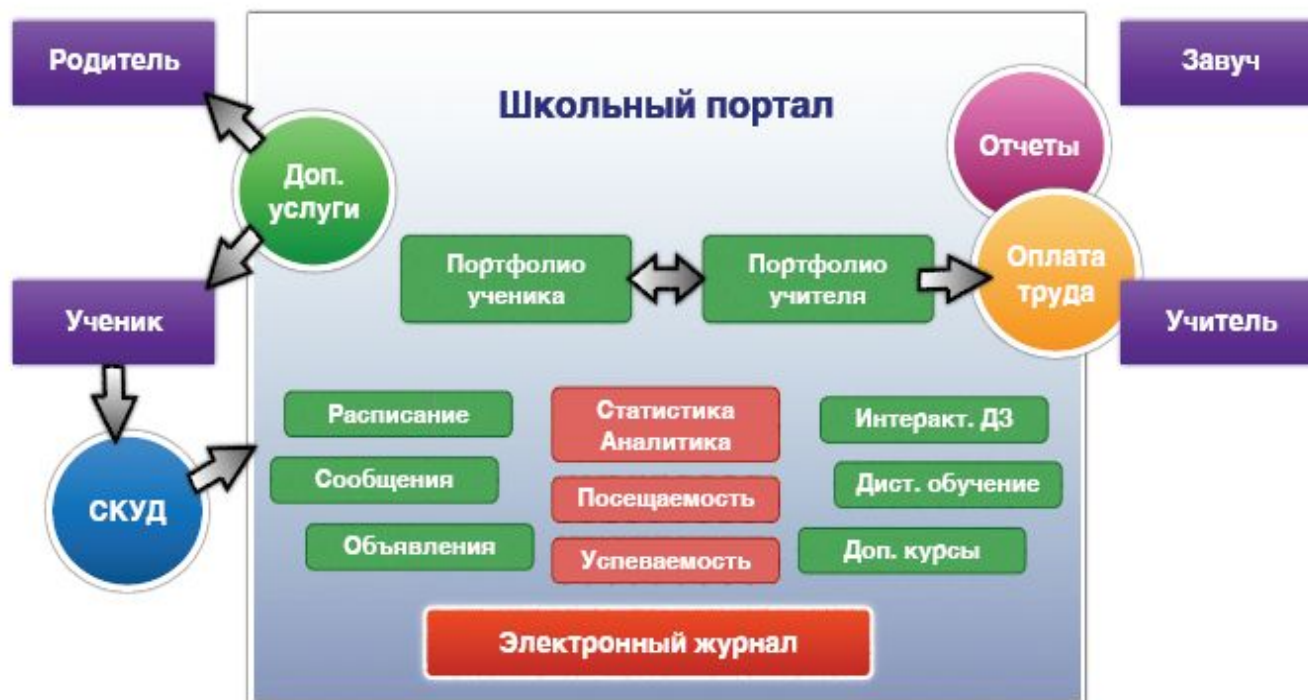 Родитель
Завуч
Школьный портал
Отчеты
Доп.
услуги
Портфолио
ученика
Портфолио
учителя
Оплата
труда
Ученик
Учитель
Расписание
Статистика
Аналитика
Интеракт. ДЗ
Сообщения
Посещаемость
Дист. обучение
СКУД
Объявления
Успеваемость
Доп. курсы
Электронный журнал